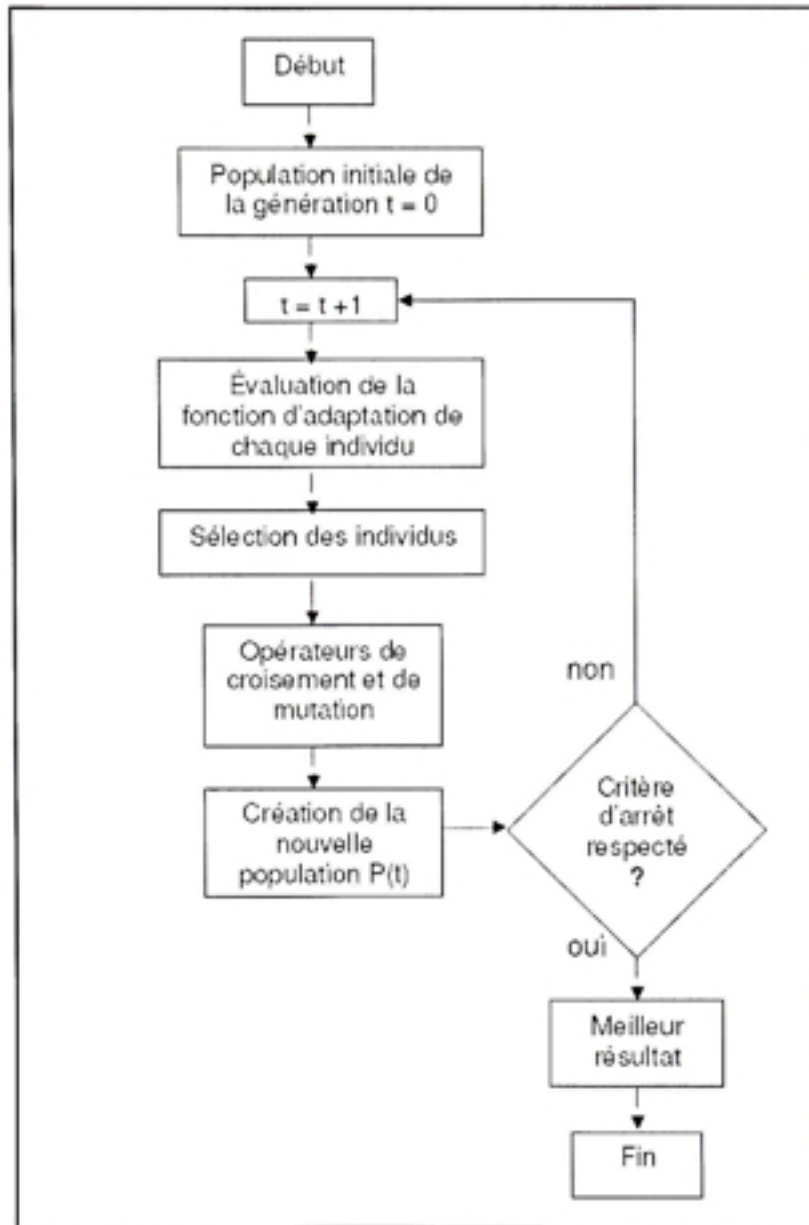 Début
Population initiale de
la génération t = 0
t = t +1
Évaluation de la
fonction d'adaptation de
chaque individu
Sélection des individus
Opérateurs de
croisement et de
mutation
Création de la
nouvelle
population P(t)
non
Critère
d'arrêt
respecté
?
oui
Meilleur
résultat
Fin